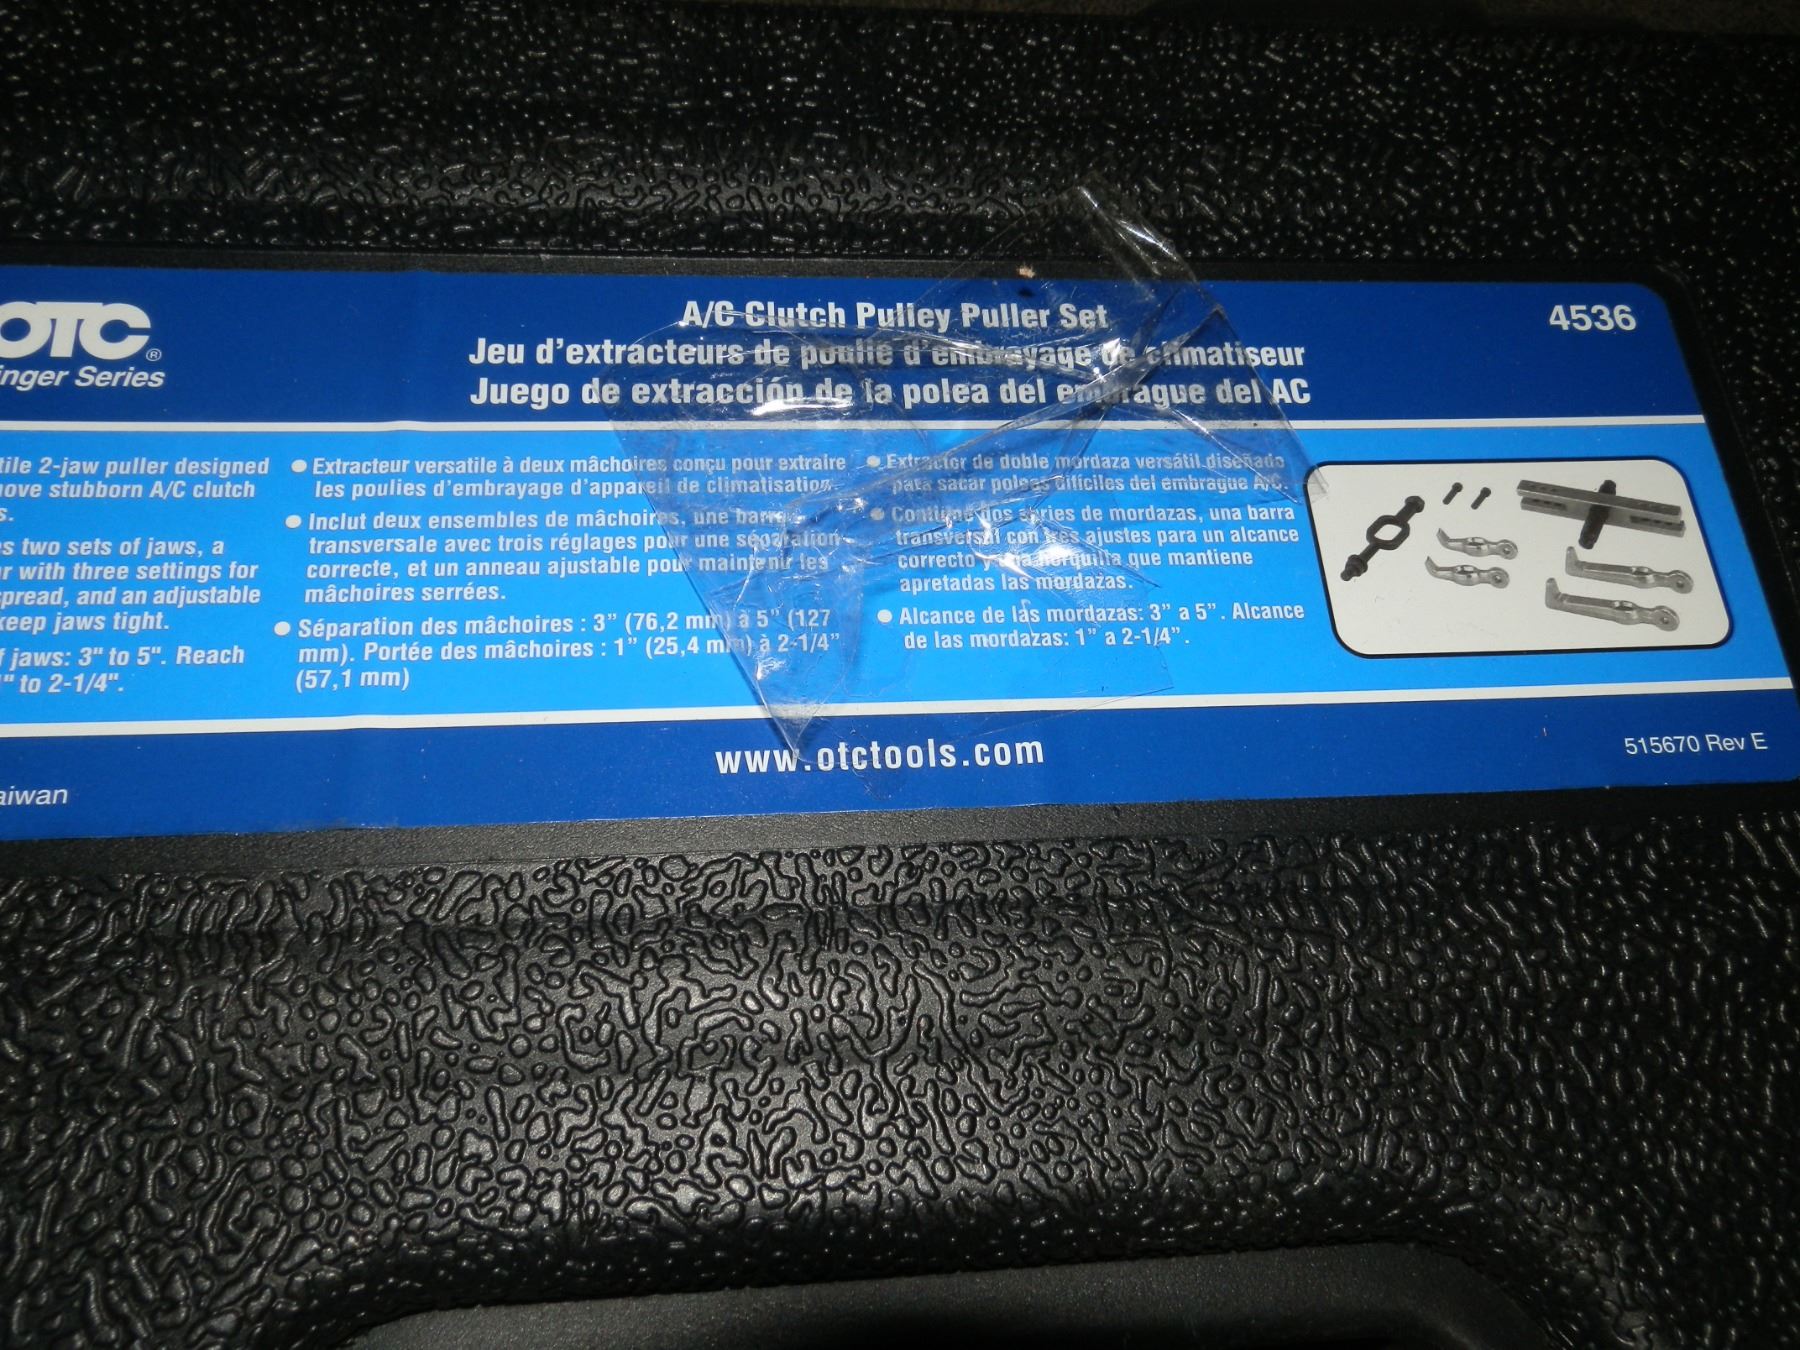 OTC®
inger Series
A/C Clutch Pulley Puller Set
Jeu d'extracteurs de poulie d'embrayage de climatiseur
Juego de extracción de la polea del embrague del AC
4536
tile 2-jaw puller designed
ove stubborn A/C clutch
s.
es two sets of jaws, a
r with three settings for
pread, and an adjustable
keep jaws tight.
f jaws: 3" to 5". Reach
" to 2-1/4".
● Extracteur versatile à deux mâchoires conçu pour extraire
les poulies d'embrayage d'appareil de climatisation.
● Inclut deux ensembles de mâchoires, une barre
transversale avec trois réglages pour une séparation
correcte, et un anneau ajustable pour maintenir les
mâchoires serrées.
● Séparation des mâchoires : 3" (76,2 mm) à 5" (127
mm). Portée des mâchoires : 1" (25,4 mm) à 2-1/4"
(57,1 mm)
● Extractor de doble mordaza versátil diseñado
para sacar poleas difíciles del embrague A/C.
● Contiene dos series de mordazas, una barra
transversal con tres ajustes para un alcance
correcto y una horquilla que mantiene
apretadas las mordazas.
● Alcance de las mordazas: 3" a 5". Alcance
de las mordazas: 1" a 2-1/4".
www.otctools.com
515670 Rev E
aiwan